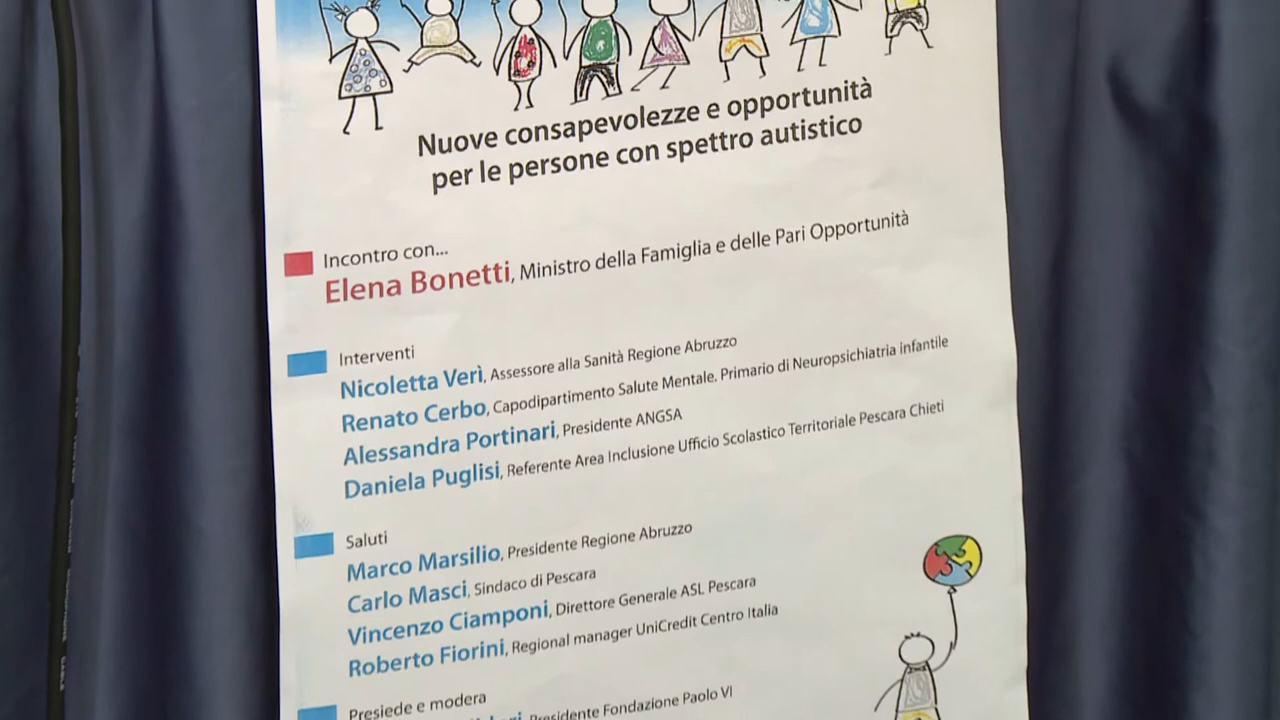 Nuove consapevolezze e opportunità
per le persone con spettro autistico
Incontro con...
Elena Bonetti, Ministro della Famiglia e delle Pari Opportunità
Interventi
Nicoletta Verì, Assessore alla Sanità Regione Abruzzo
Renato Cerbo, Capodipartimento Salute Mentale. Primario di Neuropsichiatria infantile
Alessandra Portinari, Presidente ANGSA
Daniela Puglisi, Referente Area Inclusione Ufficio Scolastico Territoriale Pescara Chieti
Saluti
Marco Marsilio, Presidente Regione Abruzzo
Carlo Masci, Sindaco di Pescara
Vincenzo Ciamponi, Direttore Generale ASL Pescara
Roberto Fiorini, Regional manager UniCredit Centro Italia
Presiede e modera
Presidente Fondazione Paolo VI